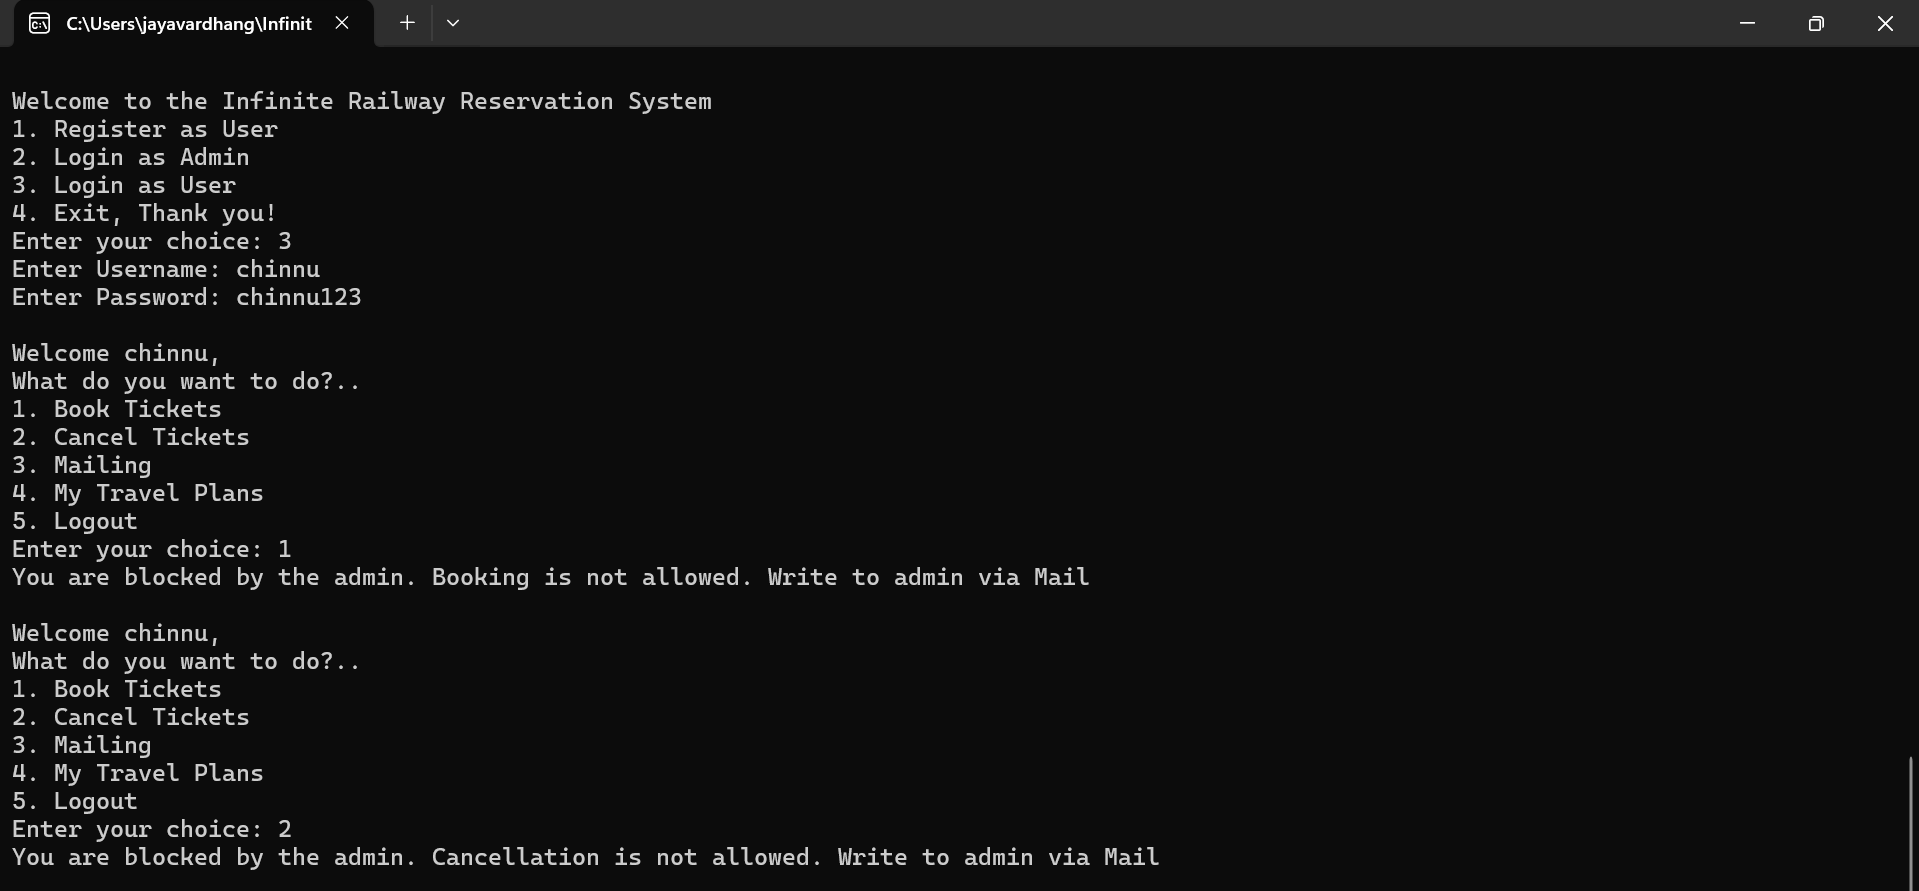 C:\Users\jayavardhang\Infinit
Welcome to the Infinite Railway Reservation System
1. Register as User
2. Login as Admin
3. Login as User
4. Exit, Thank you!
Enter your choice: 3
Enter Username: chinnu
Enter Password: chinnu123
Welcome chinnu,
What do you want to do?..
1. Book Tickets
2. Cancel Tickets
3. Mailing
4. My Travel Plans
5. Logout
Enter your choice: 1
You are blocked by the admin. Booking is not allowed. Write to admin via Mail
Welcome chinnu,
What do you want to do?..
1. Book Tickets
2. Cancel Tickets
3. Mailing
4. My Travel Plans
5. Logout
Enter your choice: 2
You are blocked by the admin. Cancellation is not allowed. Write to admin via Mail